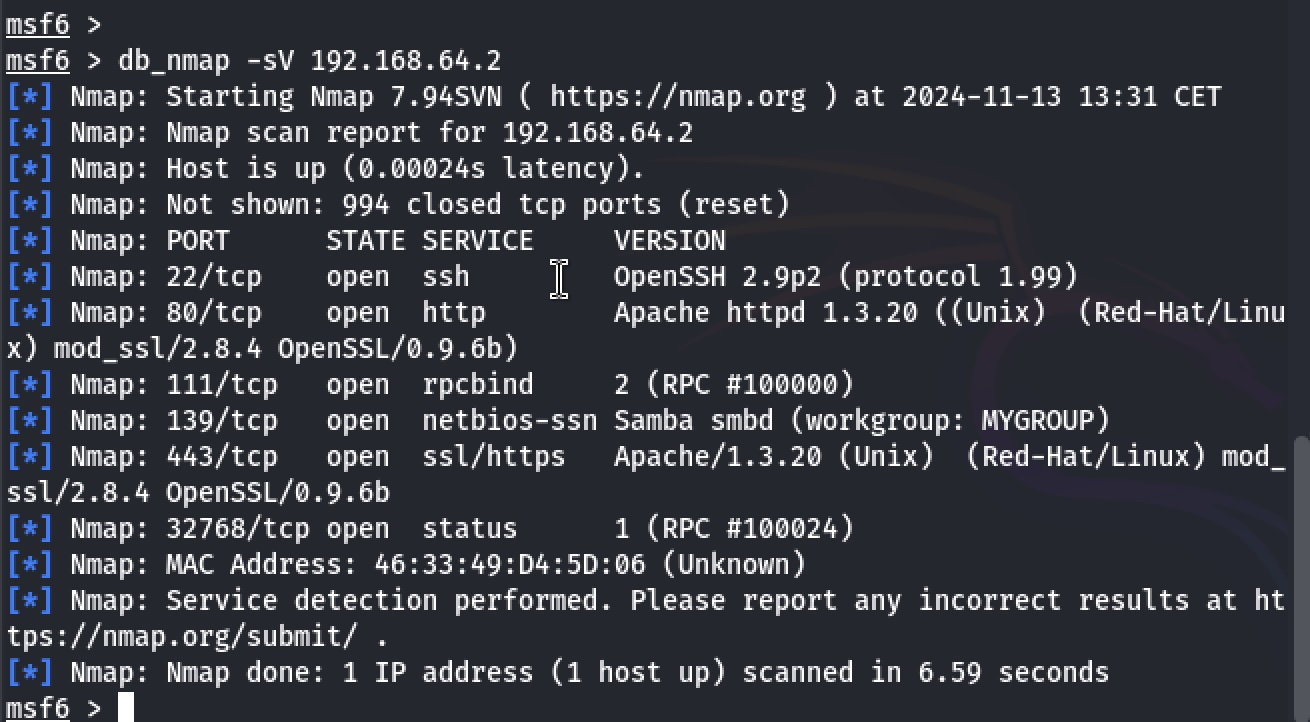 msf6 >
msf6 > db_nmap -sV 192.168.64.2
[*] Nmap: Starting Nmap 7.94SVN ( https://nmap.org ) at 2024-11-13 13:31 CET
[*] Nmap: Nmap scan report for 192.168.64.2
[*] Nmap: Host is up (0.00024s latency).
[*] Nmap: Not shown: 994 closed tcp ports (reset)
[*] Nmap: PORT      STATE SERVICE     VERSION
[*] Nmap: 22/tcp    open  ssh         OpenSSH 2.9p2 (protocol 1.99)
[*] Nmap: 80/tcp    open  http        Apache httpd 1.3.20 ((Unix)  (Red-Hat/Linu
x) mod_ssl/2.8.4 OpenSSL/0.9.6b)
[*] Nmap: 111/tcp   open  rpcbind     2 (RPC #100000)
[*] Nmap: 139/tcp   open  netbios-ssn Samba smbd (workgroup: MYGROUP)
[*] Nmap: 443/tcp   open  ssl/https   Apache/1.3.20 (Unix)  (Red-Hat/Linux) mod_
ssl/2.8.4 OpenSSL/0.9.6b
[*] Nmap: 32768/tcp open  status      1 (RPC #100024)
[*] Nmap: MAC Address: 46:33:49:D4:5D:06 (Unknown)
[*] Nmap: Service detection performed. Please report any incorrect results at ht
tps://nmap.org/submit/ .
[*] Nmap: Nmap done: 1 IP address (1 host up) scanned in 6.59 seconds
msf6 >